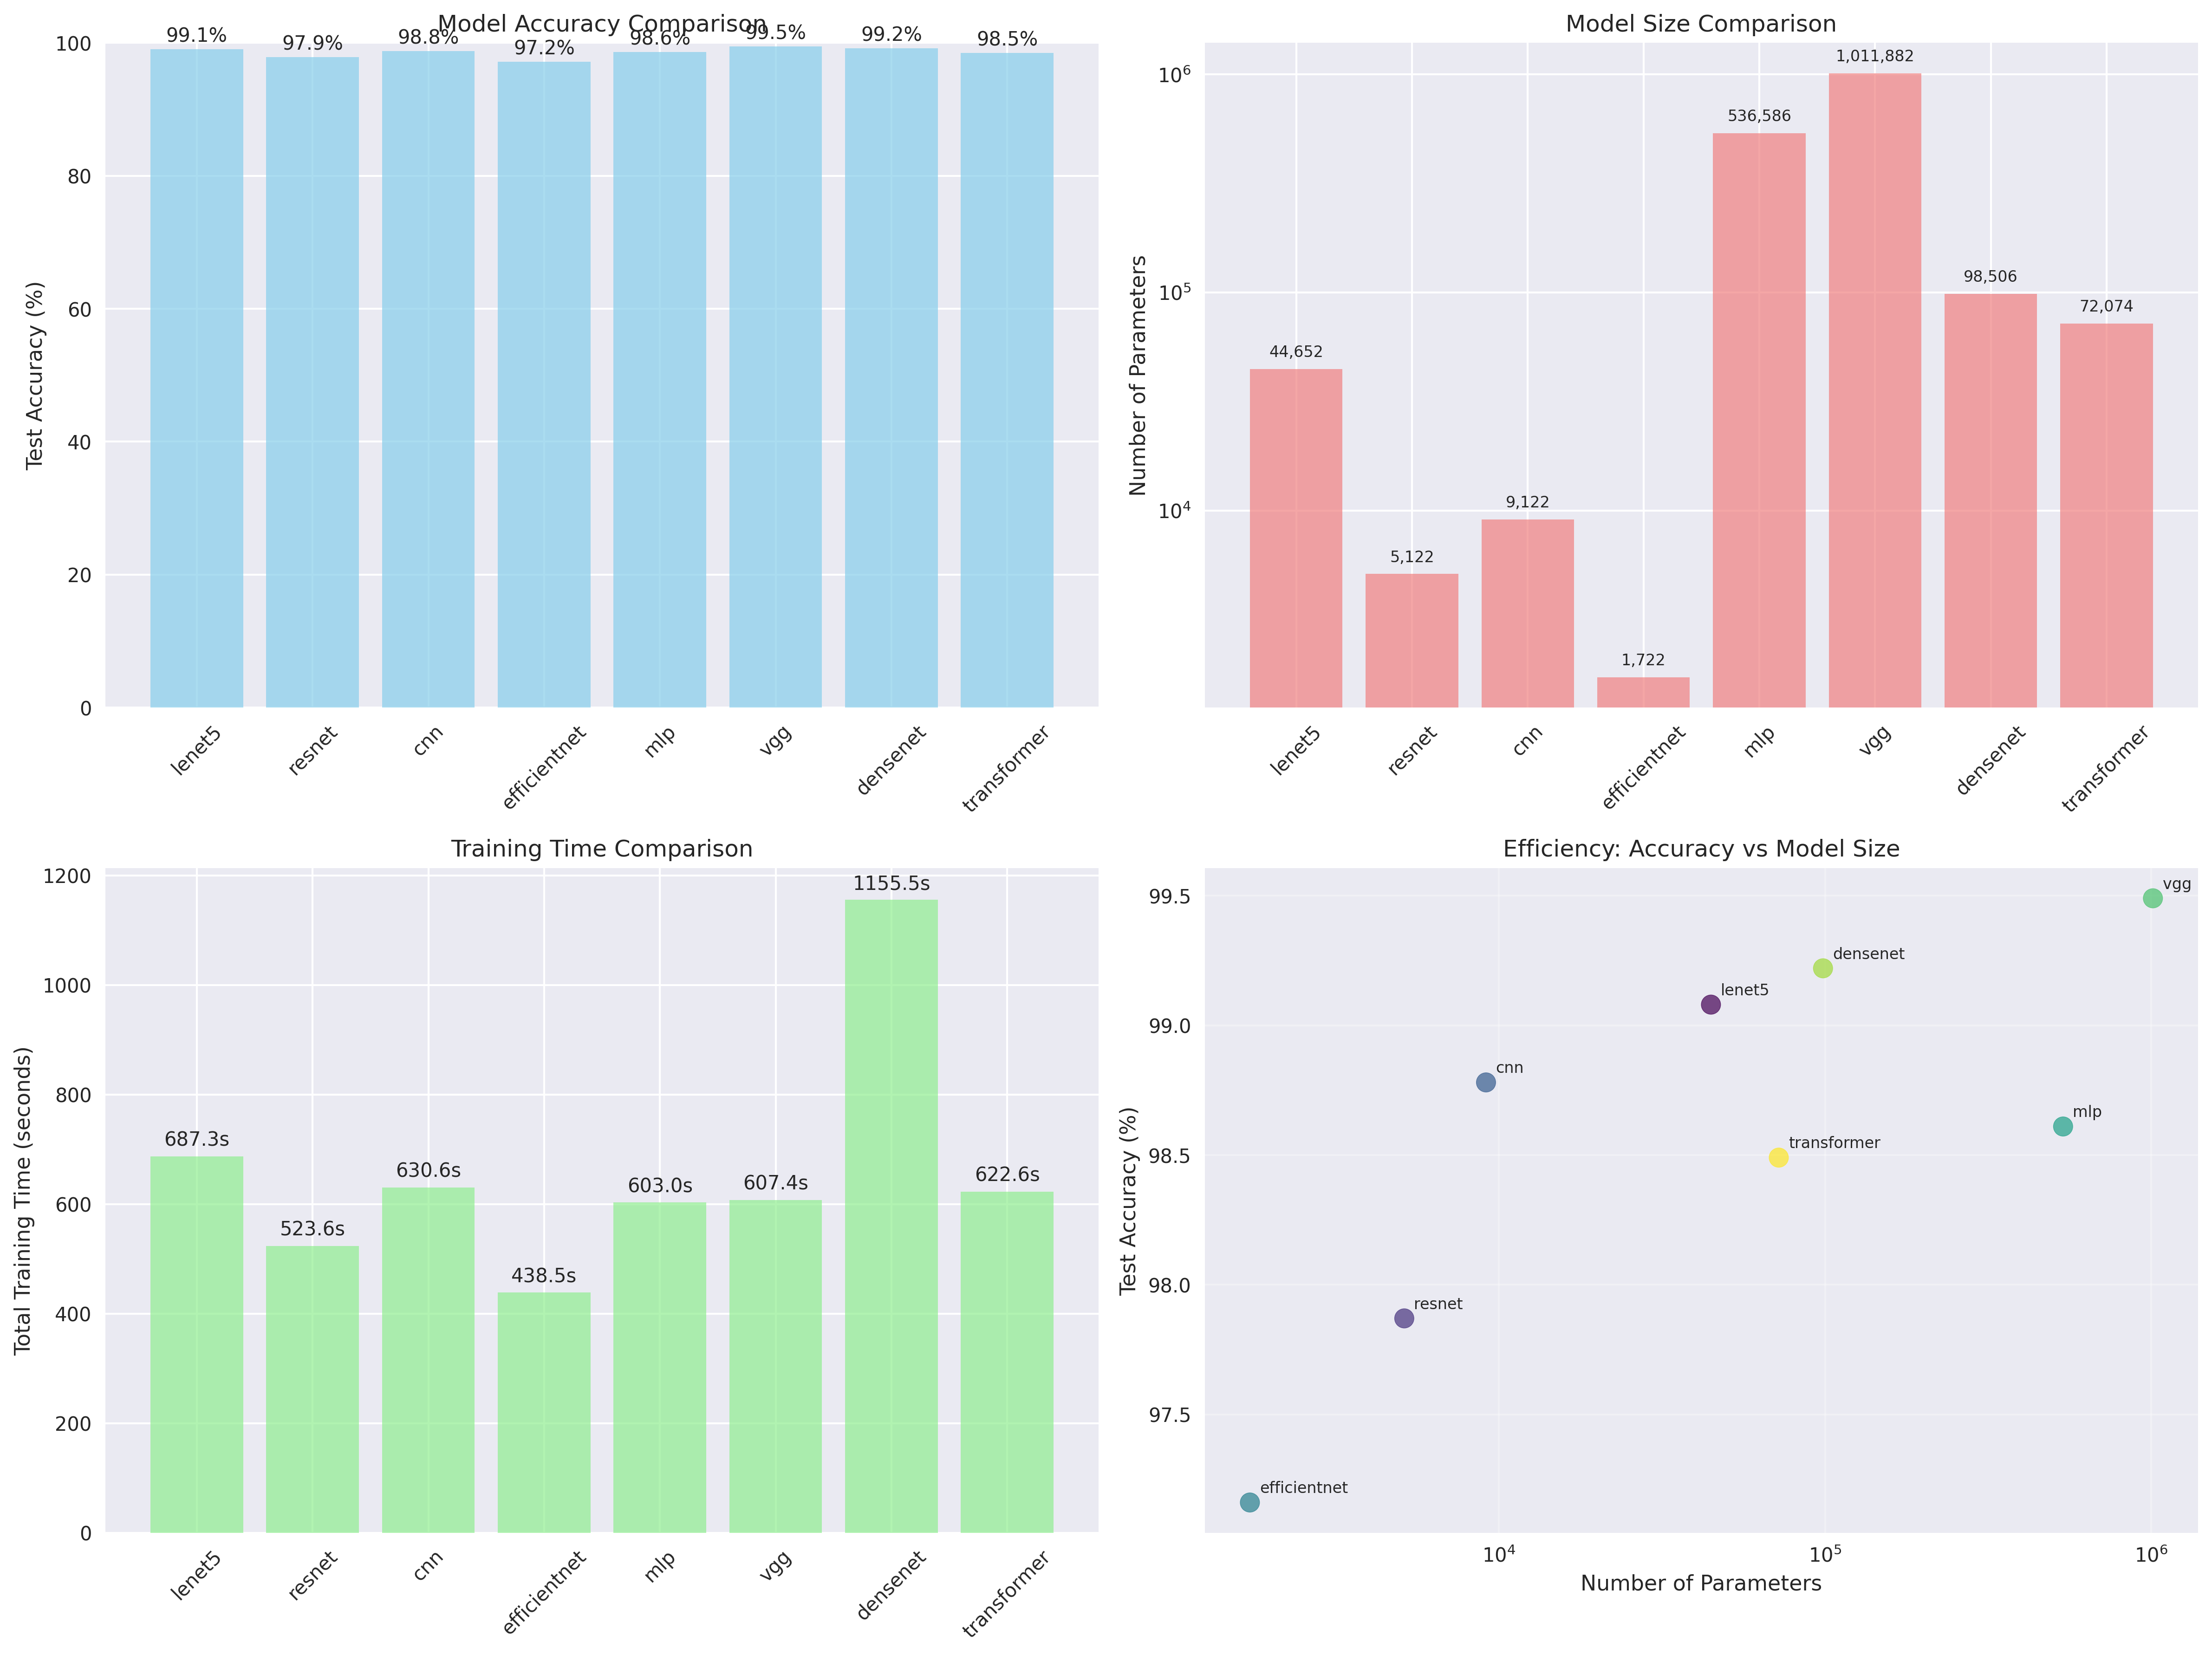 Model Accuracy Comparison
99.1%
97.9%
98.8%
97.2%
98.6%
99.5%
99.2%
98.5%
Test Accuracy (%)
100
80
60
40
20
0
lenet5
resnet
cnn
efficientnet
mlp
vgg
densenet
transformer
Model Size Comparison
44,652
5,122
9,122
1,722
536,586
1,011,882
98,506
72,074
Number of Parameters
10⁶
10⁵
10⁴
lenet5
resnet
cnn
efficientnet
mlp
vgg
densenet
transformer
Training Time Comparison
687.3s
523.6s
630.6s
438.5s
603.0s
607.4s
1155.5s
622.6s
Total Training Time (seconds)
1200
1000
800
600
400
200
0
lenet5
resnet
cnn
efficientnet
mlp
vgg
densenet
transformer
Efficiency: Accuracy vs Model Size
vgg
densenet
lenet5
cnn
mlp
transformer
resnet
efficientnet
Test Accuracy (%)
99.5
99.0
98.5
98.0
97.5
10⁴
10⁵
10⁶
Number of Parameters